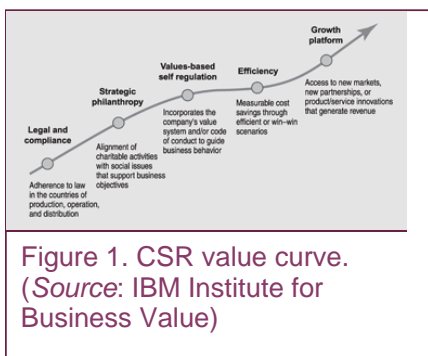 Growth
platform
Access to new markets,
new partnerships, or
product/service innovations
that generate revenue
Efficiency
Measurable cost
savings through
efficient or win–win
scenarios
Values-based
self regulation
Incorporates the
company's value
system and/or code
of conduct to guide
business behavior
Strategic
philanthropy
Alignment of
charitable activities
with social issues
that support business
objectives
Legal and
compliance
Adherence to law
in the countries of
production, operation,
and distribution
Figure 1. CSR value curve.
(Source: IBM Institute for
Business Value)